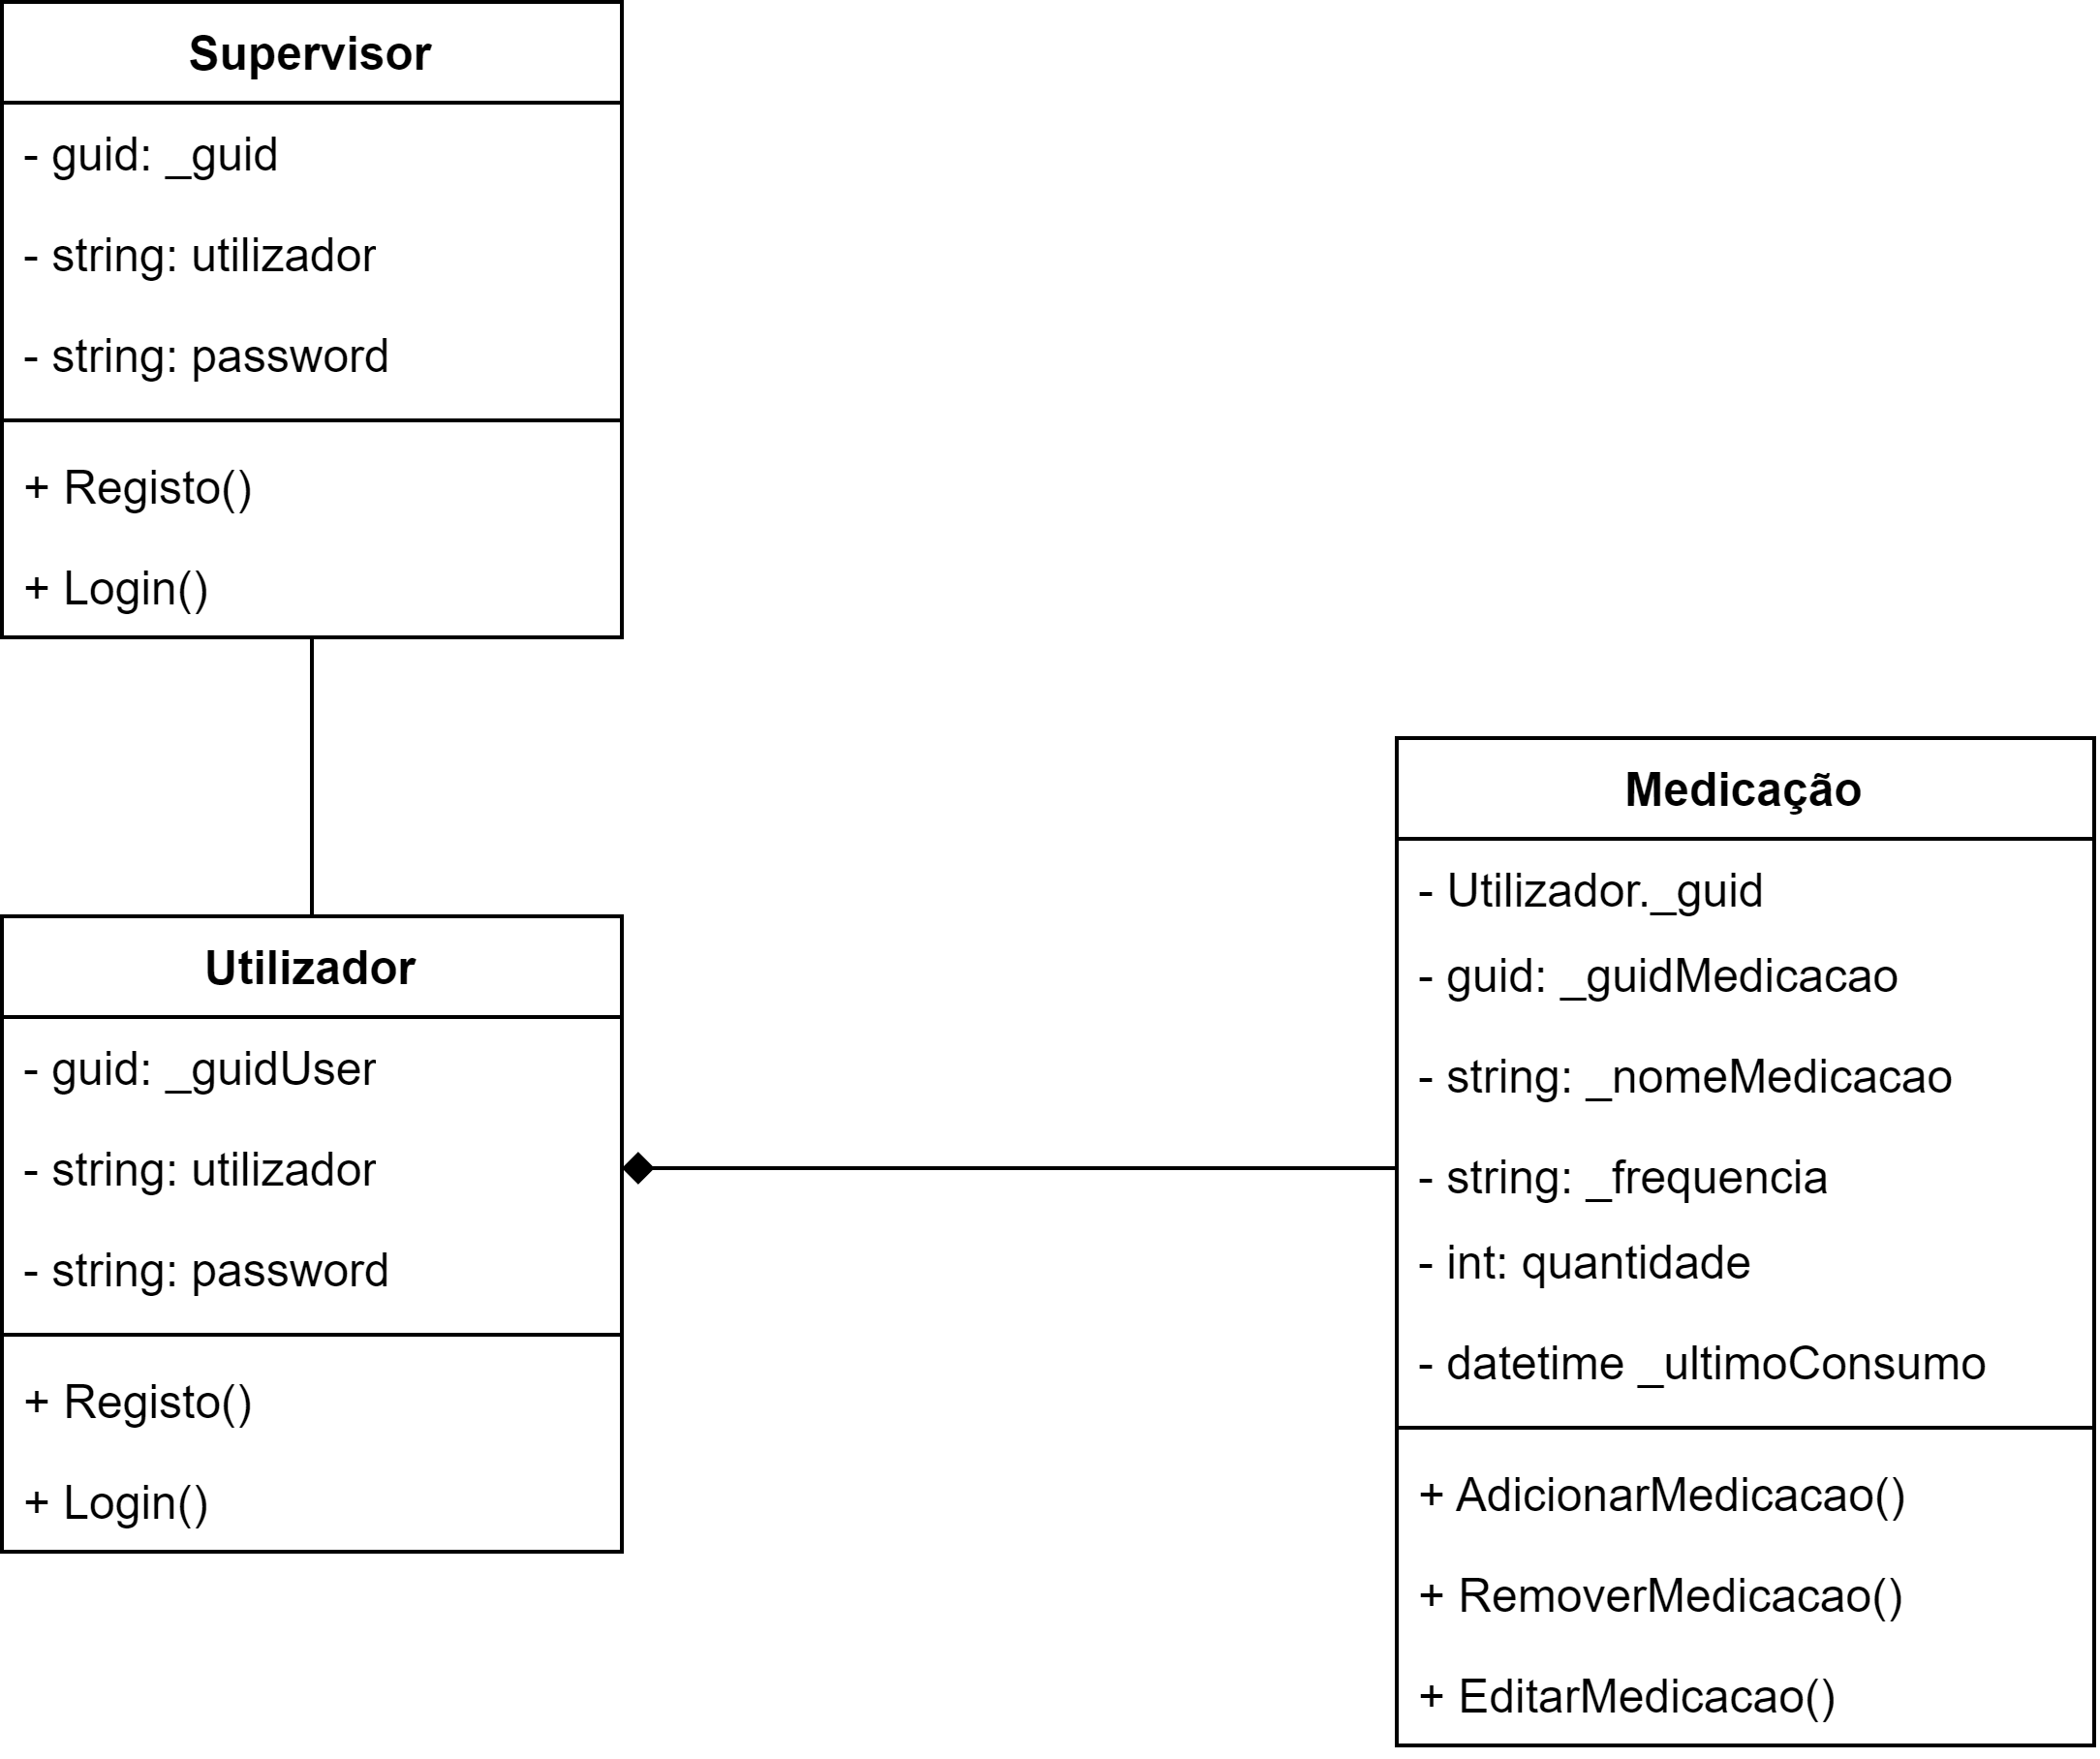 Supervisor
- guid: _guid
- string: utilizador
- string: password
+ Registo()
+ Login()
Utilizador
- guid: _guidUser
- string: utilizador
- string: password
+ Registo()
+ Login()
Medicação
- Utilizador._guid
- guid: _guidMedicacao
- string: _nomeMedicacao
- string: _frequencia
- int: quantidade
- datetime _ultimoConsumo
+ AdicionarMedicacao()
+ RemoverMedicacao()
+ EditarMedicacao()